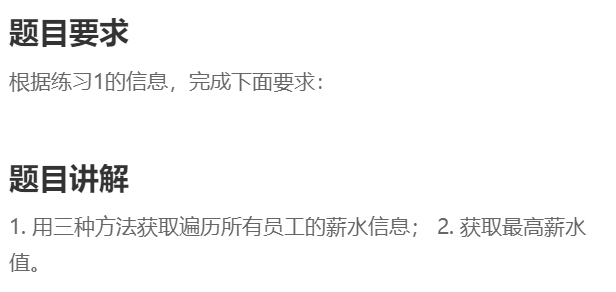 题目要求
根据练习1的信息，完成下面要求：
题目讲解
1. 用三种方法获取遍历所有员工的薪水信息； 2. 获取最高薪水
值。